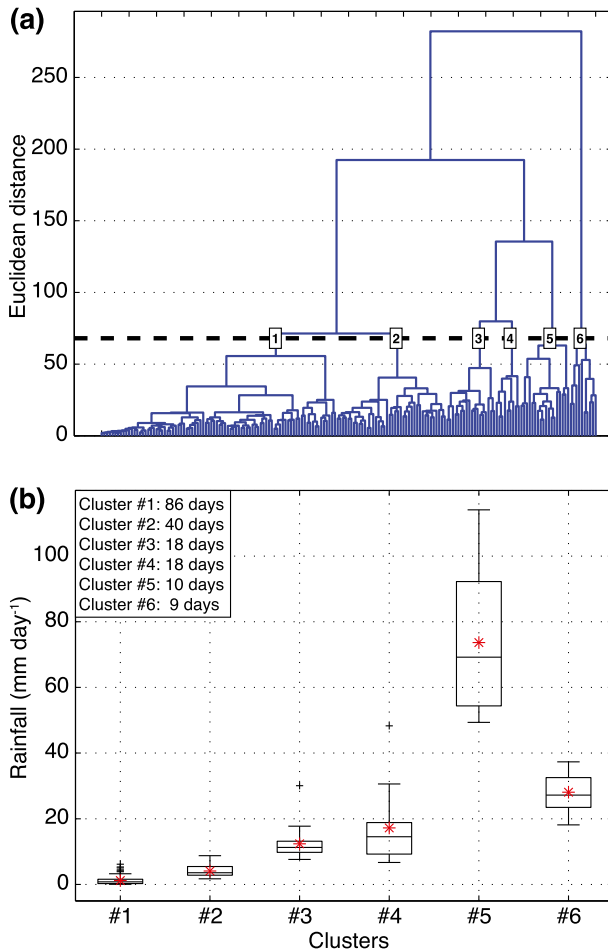 (a)
250
200
150
100
50
0
Euclidean distance
1 2 3 4 5 6
(b)
Cluster #1: 86 days
Cluster #2: 40 days
Cluster #3: 18 days
Cluster #4: 18 days
Cluster #5: 10 days
Cluster #6: 9 days
100
80
60
40
20
0
Rainfall (mm day⁻¹)
#1 #2 #3 #4 #5 #6
Clusters